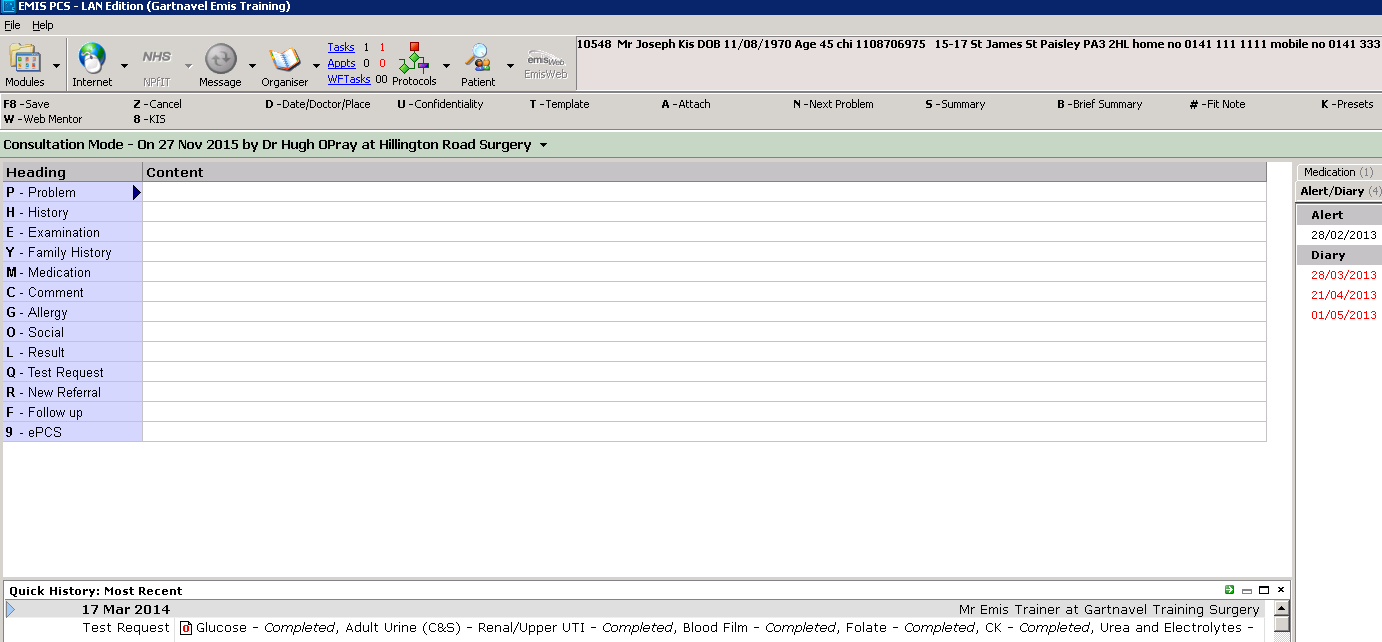 EMIS PCS - LAN Edition (Gartnavel Emis Training)
File Help
Modules Internet NHS NPfIT Message Organiser Tasks 1 1 Appts 0 0 WFTasks 00 Protocols Patient emisWeb EmisWeb
10548 Mr Joseph Kis DOB 11/08/1970 Age 45 chi 1108706975 15-17 St James St Paisley PA3 2HL home no 0141 111 1111 mobile no 0141 333
F8 -Save Z -Cancel D -Date/Doctor/Place U -Confidentiality T -Template A -Attach N -Next Problem S -Summary B -Brief Summary # -Fit Note K -Presets
W -Web Mentor 8 -KIS
Consultation Mode - On 27 Nov 2015 by Dr Hugh OPray at Hillington Road Surgery
Heading Content
P - Problem
H - History
E - Examination
Y - Family History
M - Medication
C - Comment
G - Allergy
O - Social
L - Result
Q - Test Request
R - New Referral
F - Follow up
9 - ePCS
Medication (1)
Alert/Diary (4)
Alert
28/02/2013
Diary
28/03/2013
21/04/2013
01/05/2013
Quick History: Most Recent
17 Mar 2014 Mr Emis Trainer at Gartnavel Training Surgery
Test Request Glucose - Completed, Adult Urine (C&S) - Renal/Upper UTI - Completed, Blood Film - Completed, Folate - Completed, CK - Completed, Urea and Electrolytes -